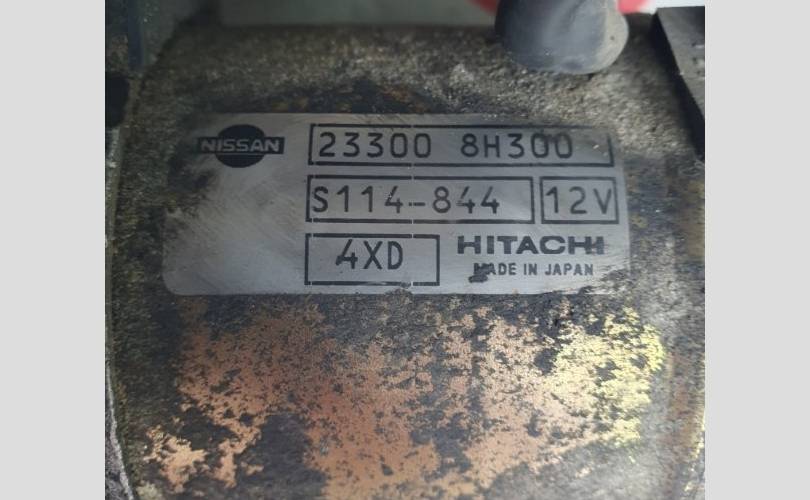 NISSAN 23300 8H300
S114-844 12V
4XD HITACHI
MADE IN JAPAN